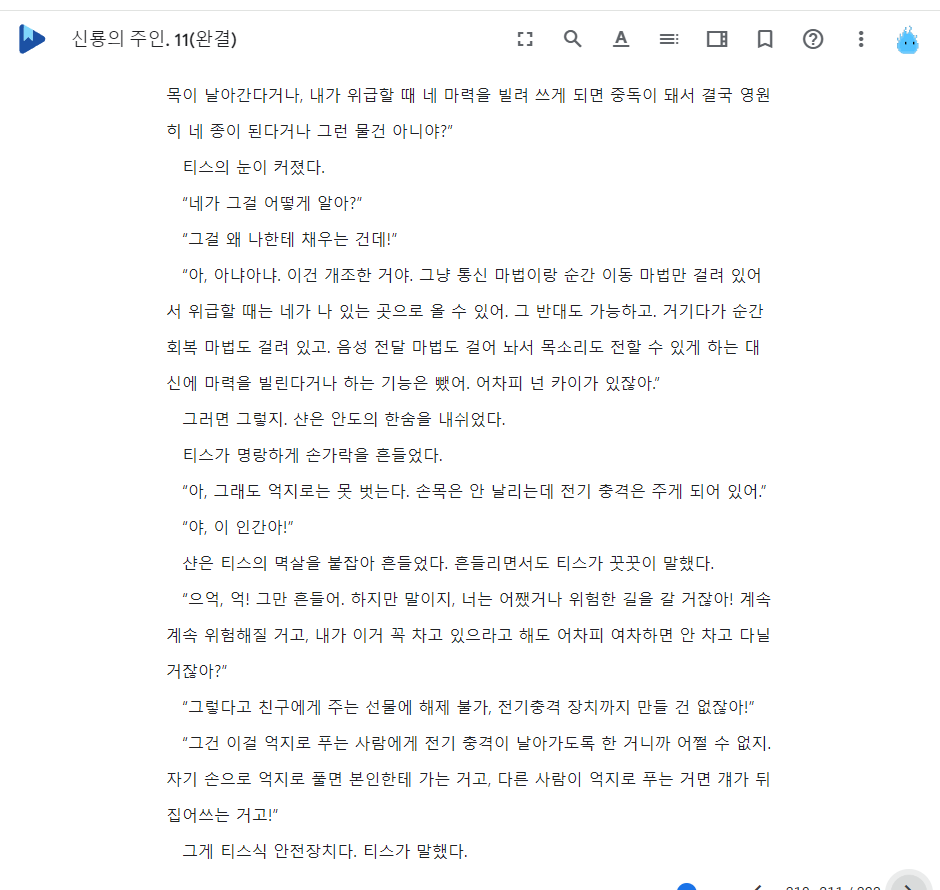 신룡의 주인. 11(완결)
목이 날아간다거나, 내가 위급할 때 네 마력을 빌려 쓰게 되면 중독이 돼서 결국 영원
히 네 종이 된다거나 그런 물건 아니야?”
티스의 눈이 커졌다.
“네가 그걸 어떻게 알아?”
“그걸 왜 나한테 채우는 건데!”
“아, 아냐아냐. 이건 개조한 거야. 그냥 통신 마법이랑 순간 이동 마법만 걸려 있어
서 위급할 때는 네가 나 있는 곳으로 올 수 있어. 그 반대도 가능하고. 거기다가 순간
회복 마법도 걸려 있고. 음성 전달 마법도 걸어 놔서 목소리도 전할 수 있게 하는 대
신에 마력을 빌린다거나 하는 기능은 뺐어. 어차피 넌 카이가 있잖아.”
그러면 그렇지. 샨은 안도의 한숨을 내쉬었다.
티스가 명랑하게 손가락을 흔들었다.
“아, 그래도 억지로는 못 벗는다. 손목은 안 날리는데 전기 충격은 주게 되어 있어.”
“야, 이 인간아!”
샨은 티스의 멱살을 붙잡아 흔들었다. 흔들리면서도 티스가 꿋꿋이 말했다.
“으억, 억! 그만 흔들어. 하지만 말이지, 너는 어쨌거나 위험한 길을 갈 거잖아! 계속
계속 위험해질 거고, 내가 이거 꼭 차고 있으라고 해도 어차피 여차하면 안 차고 다닐
거잖아?”
“그렇다고 친구에게 주는 선물에 해제 불가, 전기충격 장치까지 만들 건 없잖아!”
“그건 이걸 억지로 푸는 사람에게 전기 충격이 날아가도록 한 거니까 어쩔 수 없지.
자기 손으로 억지로 풀면 본인한테 가는 거고, 다른 사람이 억지로 푸는 거면 걔가 뒤
집어쓰는 거고!”
그게 티스식 안전장치다. 티스가 말했다.